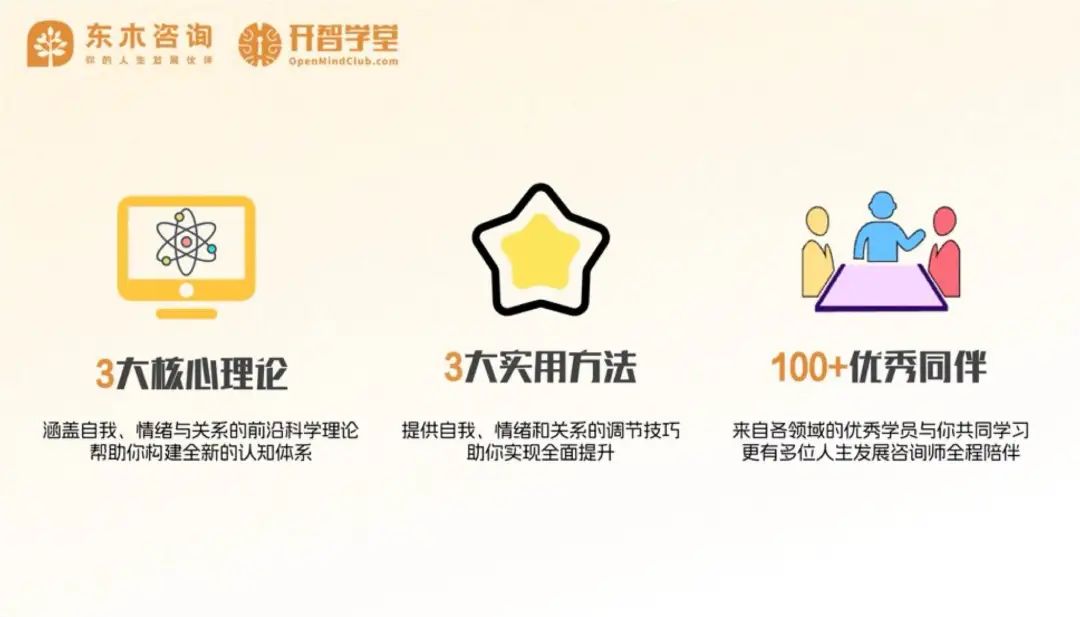 东木咨询
你的人生发展伙伴
开智学堂
OpenMindClub.com
3大核心理论
涵盖自我、情绪与关系的前沿科学理论
帮助你构建全新的认知体系
3大实用方法
提供自我、情绪和关系的调节技巧
助你实现全面提升
100+优秀同伴
来自各领域的优秀学员与你共同学习
更有多位人生发展咨询师全程陪伴